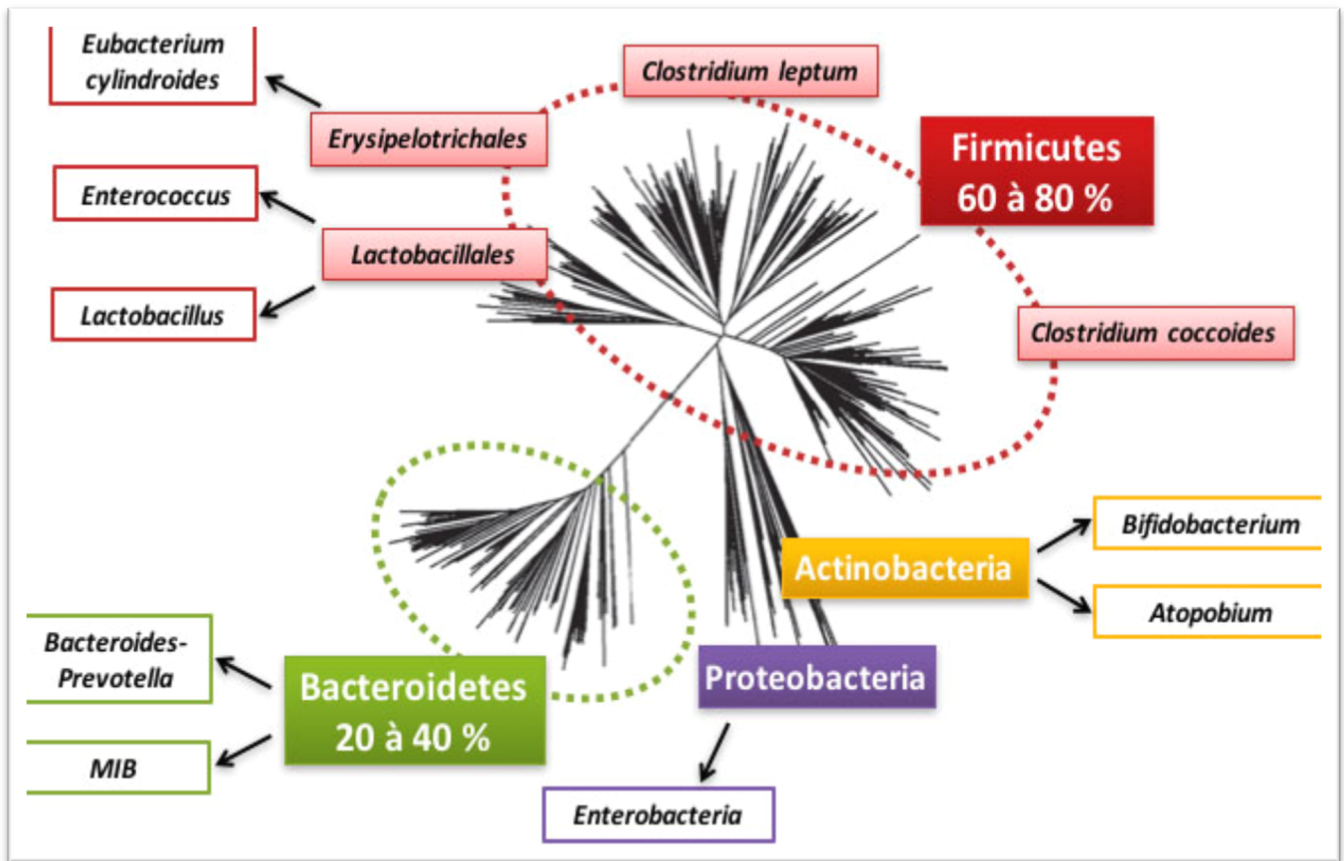 Eubacterium
cylindroides
Clostridium leptum
Erysipelotrichales
Firmicutes
60 à 80 %
Enterococcus
Lactobacillales
Lactobacillus
Clostridium coccoides
Bifidobacterium
Actinobacteria
Atopobium
Bacteroides-
Prevotella
Bacteroidetes
20 à 40 %
Proteobacteria
MIB
Enterobacteria